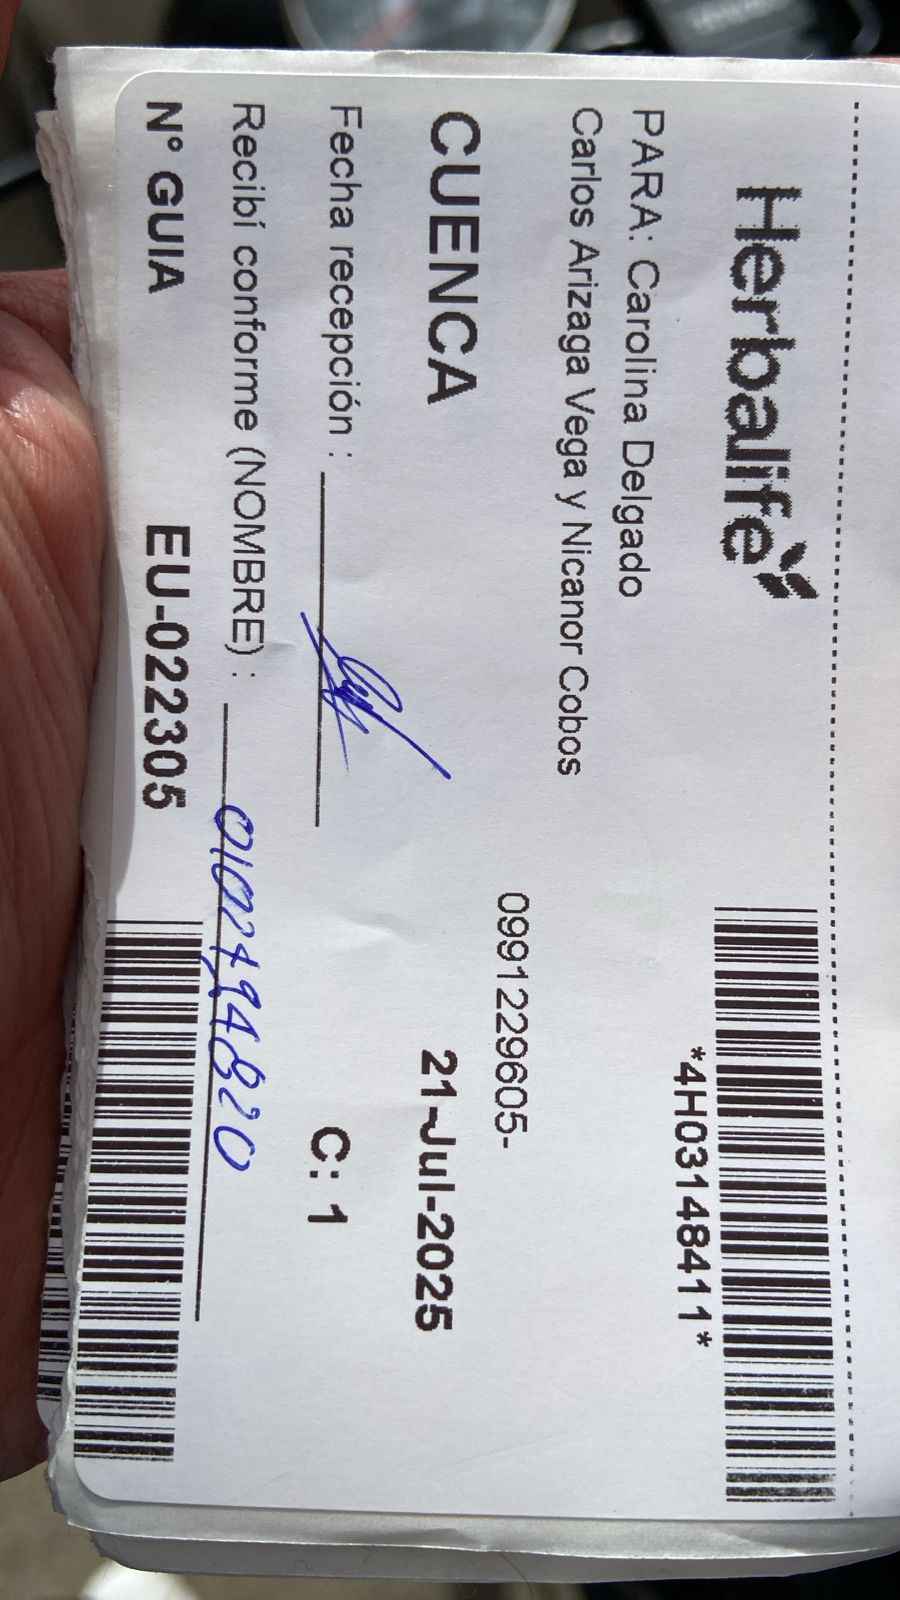 Herbalife
*4H03148411*
PARA: Carolina Delgado
Carlos Arizaga Vega y Nicanor Cobos
0991229605-
CUENCA 21-Jul-2025
Fecha recepción : C: 1
Recibí conforme (NOMBRE) : 0102494820
N° GUIA EU-022305